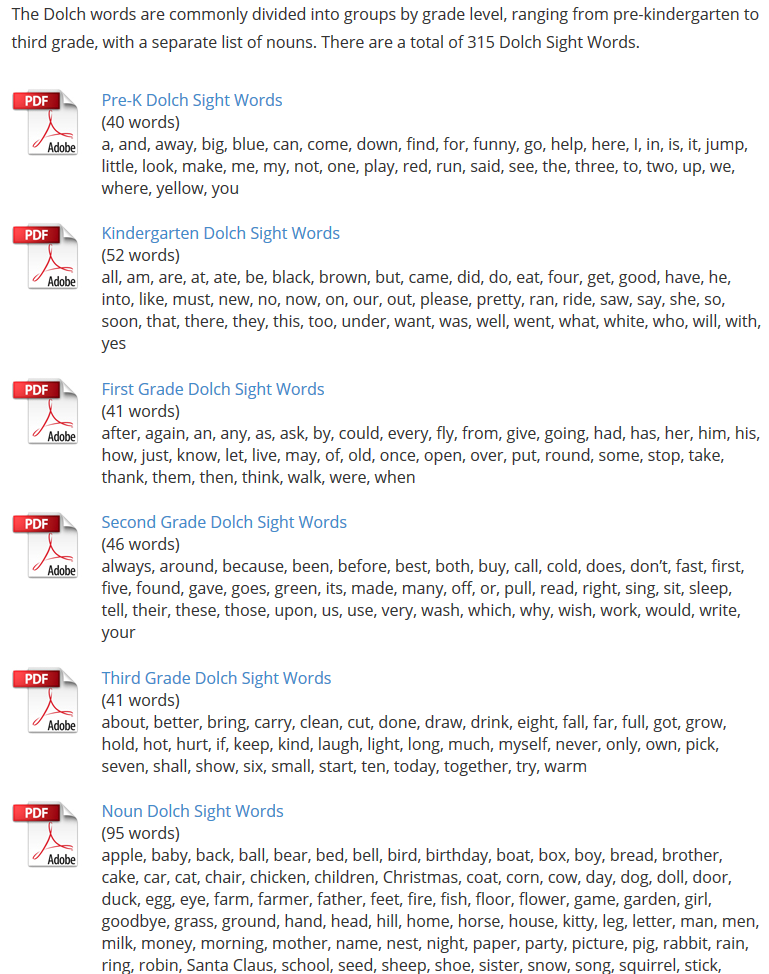 The Dolch words are commonly divided into groups by grade level, ranging from pre-kindergarten to
third grade, with a separate list of nouns. There are a total of 315 Dolch Sight Words.
PDF
Adobe
Pre-K Dolch Sight Words
(40 words)
a, and, away, big, blue, can, come, down, find, for, funny, go, help, here, I, in, is, it, jump,
little, look, make, me, my, not, one, play, red, run, said, see, the, three, to, two, up, we,
where, yellow, you
PDF
Adobe
Kindergarten Dolch Sight Words
(52 words)
all, am, are, at, ate, be, black, brown, but, came, did, do, eat, four, get, good, have, he,
into, like, must, new, no, now, on, our, out, please, pretty, ran, ride, saw, say, she, so,
soon, that, there, they, this, too, under, want, was, well, went, what, white, who, will, with,
yes
PDF
Adobe
First Grade Dolch Sight Words
(41 words)
after, again, an, any, as, ask, by, could, every, fly, from, give, going, had, has, her, him, his,
how, just, know, let, live, may, of, old, once, open, over, put, round, some, stop, take,
thank, them, then, think, walk, were, when
PDF
Adobe
Second Grade Dolch Sight Words
(46 words)
always, around, because, been, before, best, both, buy, call, cold, does, don’t, fast, first,
five, found, gave, goes, green, its, made, many, off, or, pull, read, right, sing, sit, sleep,
tell, their, these, those, upon, us, use, very, wash, which, why, wish, work, would, write,
your
PDF
Adobe
Third Grade Dolch Sight Words
(41 words)
about, better, bring, carry, clean, cut, done, draw, drink, eight, fall, far, full, got, grow,
hold, hot, hurt, if, keep, kind, laugh, light, long, much, myself, never, only, own, pick,
seven, shall, show, six, small, start, ten, today, together, try, warm
PDF
Adobe
Noun Dolch Sight Words
(95 words)
apple, baby, back, ball, bear, bed, bell, bird, birthday, boat, box, boy, bread, brother,
cake, car, cat, chair, chicken, children, Christmas, coat, corn, cow, day, dog, doll, door,
duck, egg, eye, farm, farmer, father, feet, fire, fish, floor, flower, game, garden, girl,
goodbye, grass, ground, hand, head, hill, home, horse, house, kitty, leg, letter, man, men,
milk, money, morning, mother, name, nest, night, paper, party, picture, pig, rabbit, rain,
ring, robin, Santa Claus, school, seed, sheep, shoe, sister, snow, song, squirrel, stick,